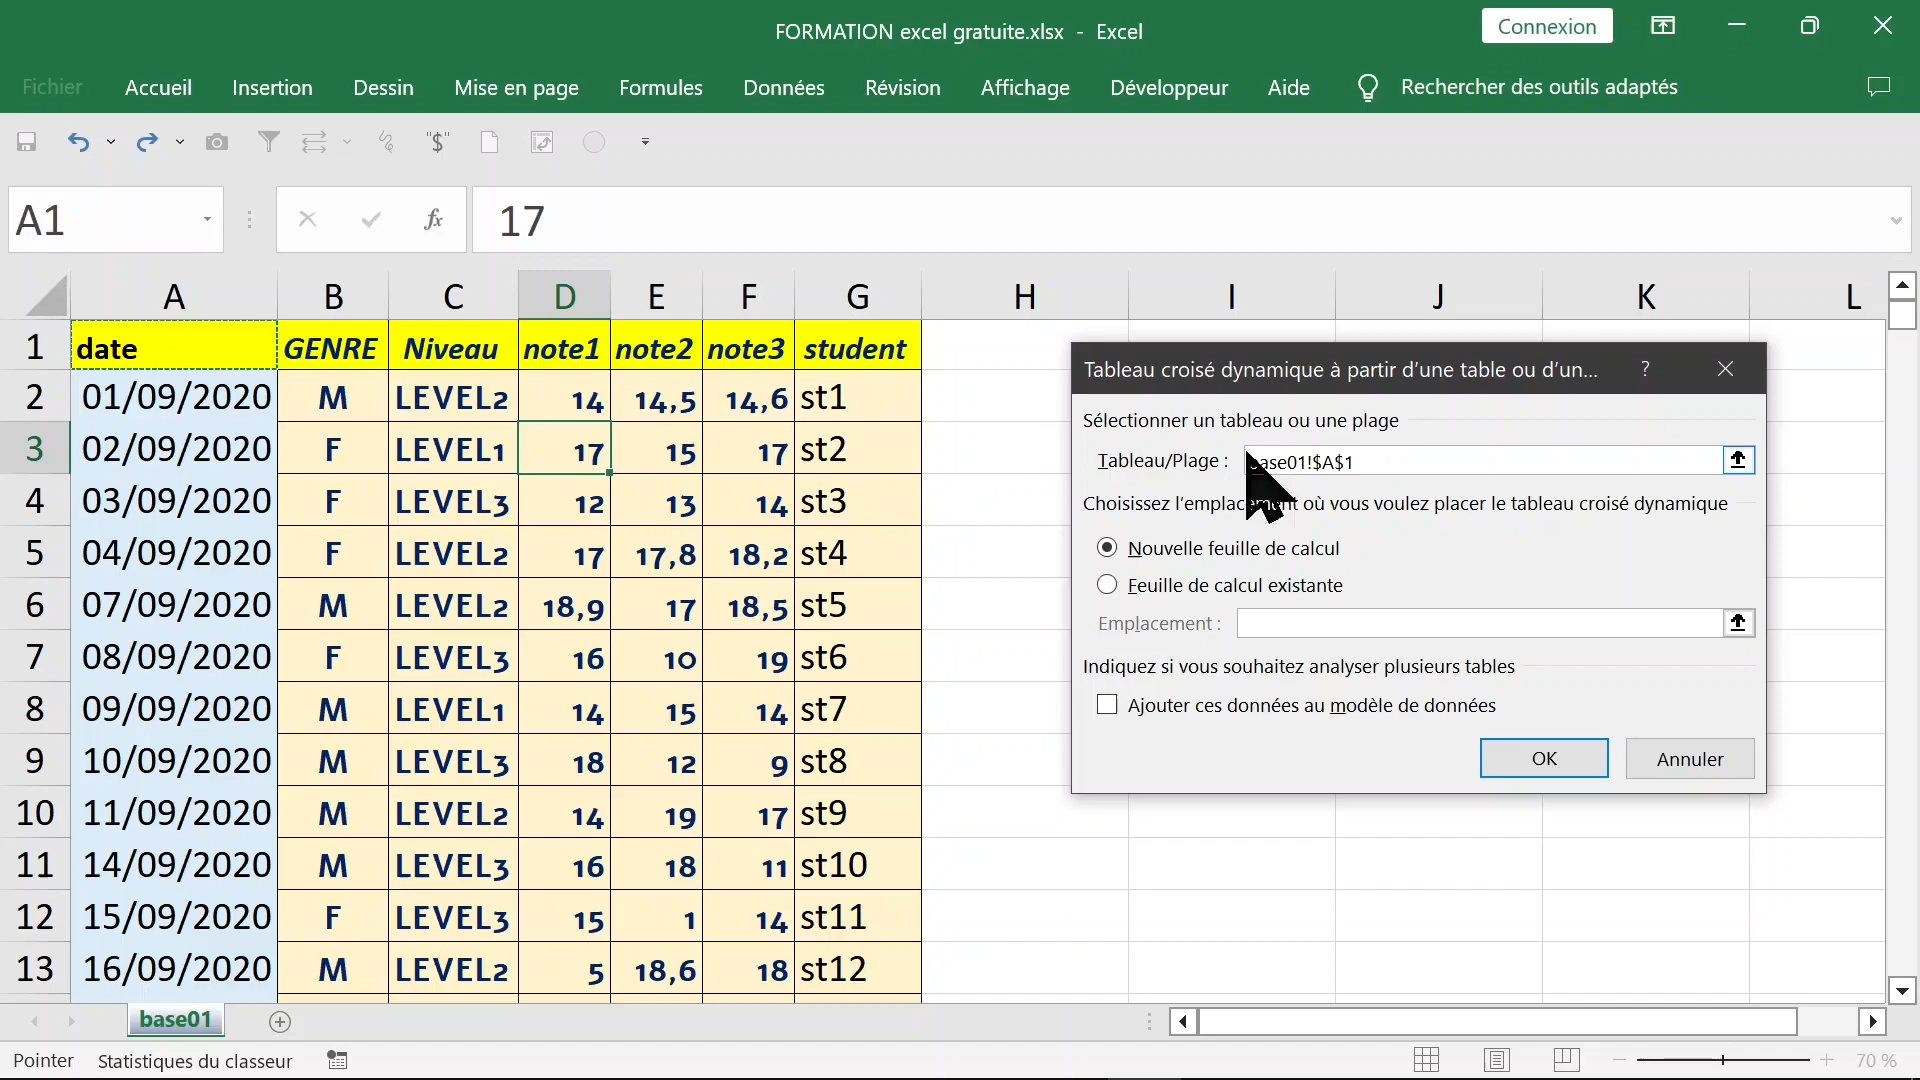 FORMATION excel gratuite.xlsx - Excel
Connexion
Fichier Accueil Insertion Dessin Mise en page Formules Données Révision Affichage Développeur Aide Rechercher des outils adaptés
"$"
A1 fx 17
A B C D E F G H I J K L
1 date GENRE Niveau note1 note2 note3 student
2 01/09/2020 M LEVEL2 14 14,5 14,6 st1
3 02/09/2020 F LEVEL1 17 15 17 st2
4 03/09/2020 F LEVEL3 12 13 14 st3
5 04/09/2020 F LEVEL2 17 17,8 18,2 st4
6 07/09/2020 M LEVEL2 18,9 17 18,5 st5
7 08/09/2020 F LEVEL3 16 10 19 st6
8 09/09/2020 M LEVEL1 14 15 14 st7
9 10/09/2020 M LEVEL3 18 12 9 st8
10 11/09/2020 M LEVEL2 14 19 17 st9
11 14/09/2020 M LEVEL3 16 18 11 st10
12 15/09/2020 F LEVEL3 15 1 14 st11
13 16/09/2020 M LEVEL2 5 18,6 18 st12
Tableau croisé dynamique à partir d'une table ou d'un... ?
Sélectionner un tableau ou une plage
Tableau/Plage : base01!$A$1
Choisissez l'emplacement où vous voulez placer le tableau croisé dynamique
Nouvelle feuille de calcul
Feuille de calcul existante
Emplacement :
Indiquez si vous souhaitez analyser plusieurs tables
Ajouter ces données au modèle de données
OK Annuler
base01
Pointer Statistiques du classeur 70 %